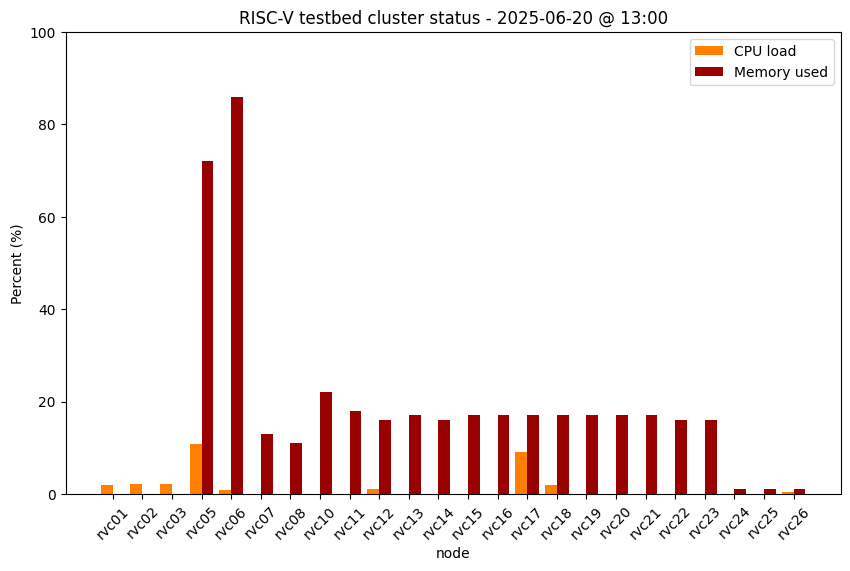 RISC-V testbed cluster status - 2025-06-20 @ 13:00
CPU load
Memory used
Percent (%)
100
80
60
40
20
0
rvc01 rvc02 rvc03 rvc05 rvc06 rvc07 rvc08 rvc10 rvc11 rvc12 rvc13 rvc14 rvc15 rvc16 rvc17 rvc18 rvc19 rvc20 rvc21 rvc22 rvc23 rvc24 rvc25 rvc26
node